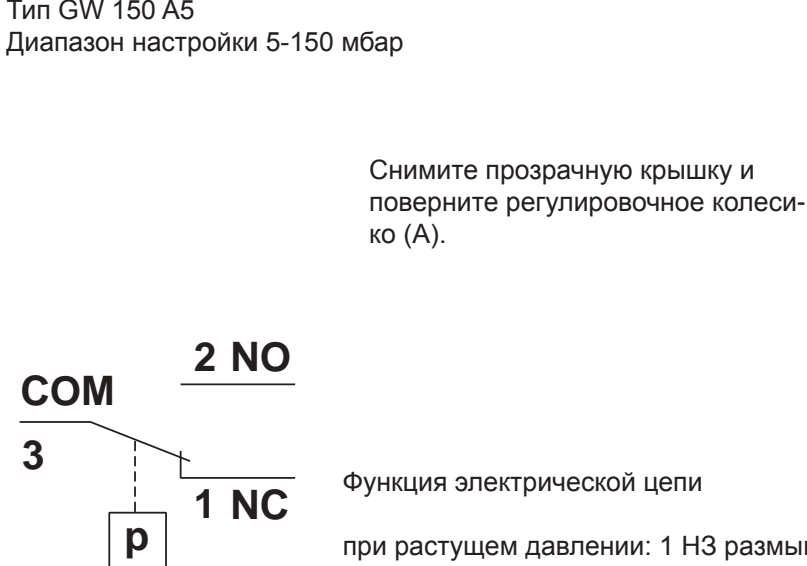 Тип GW 150 A5
Диапазон настройки 5-150 мбар
Снимите прозрачную крышку и
поверните регулировочное колеси-
ко (А).
2 NO
COM
3
1 NC
p
Функция электрической цепи
при растущем давлении: 1 НЗ